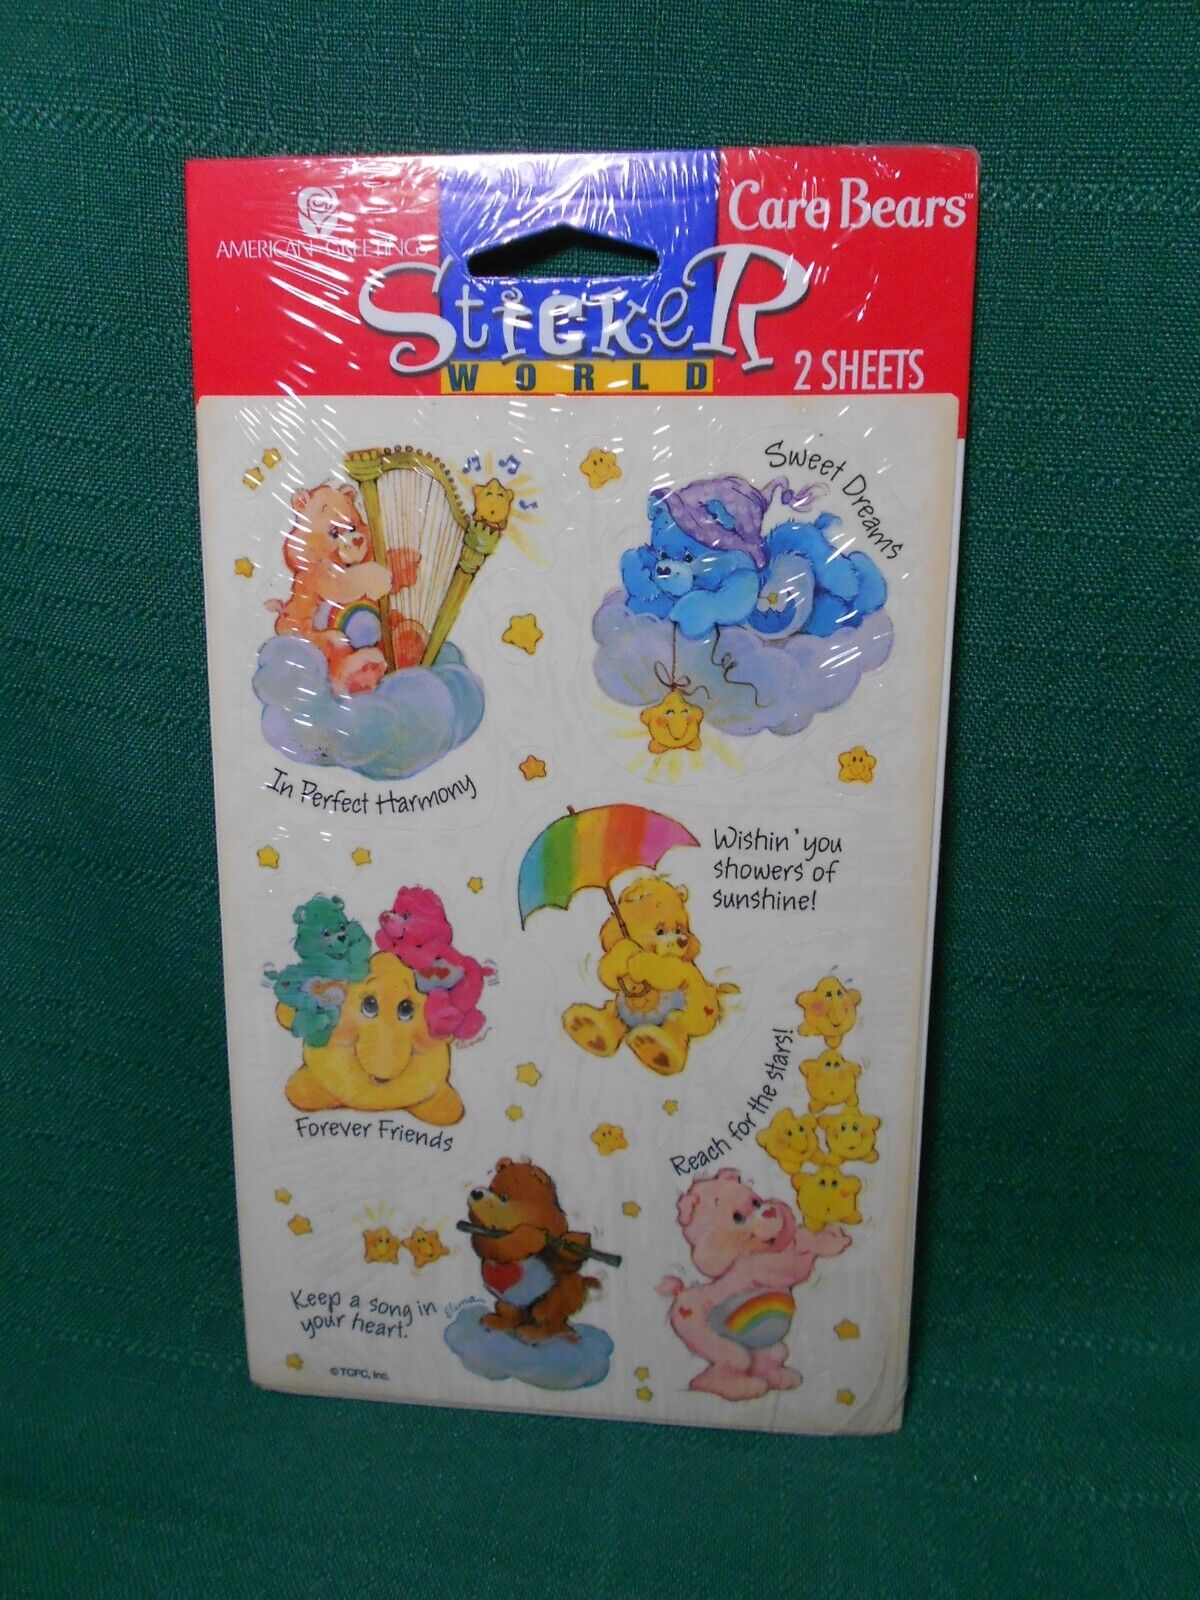 AMERICAN GREETINGS
Care Bears™
Sticker
WORLD
2 SHEETS
Sweet Dreams
In Perfect Harmony
Wishin' you
showers of
sunshine!
Forever Friends
Reach for the stars!
Keep a song in
your heart.
©TCFC, Inc.